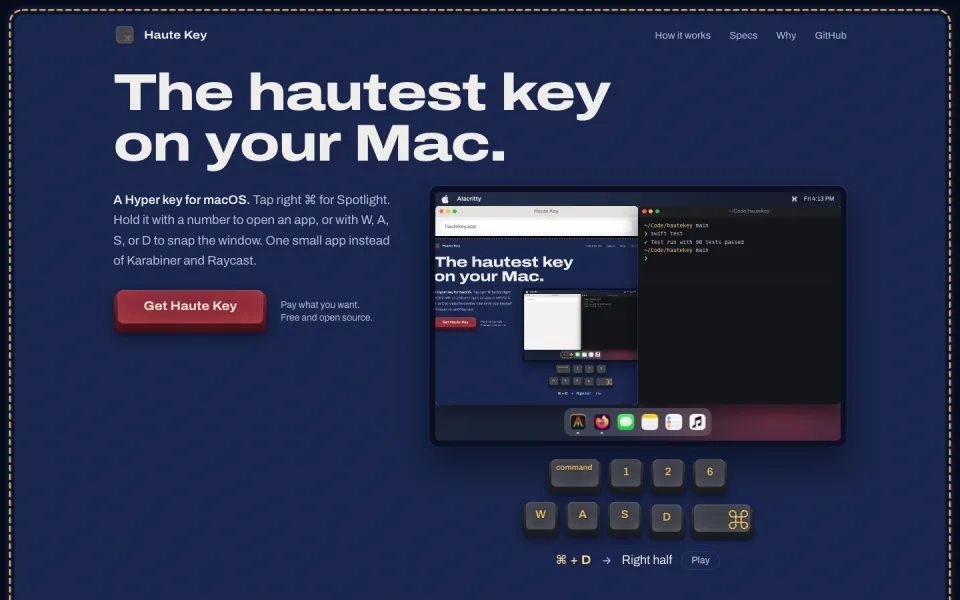 Haute Key
How it works
Specs
Why
GitHub
The hautest key
on your Mac.
A Hyper key for macOS. Tap right ⌘ for Spotlight.
Hold it with a number to open an app, or with W, A,
S, or D to snap the window. One small app instead
of Karabiner and Raycast.
Get Haute Key
Pay what you want.
Free and open source.
Alacritty
⌘
Fri 4:13 PM
Haute Key
hautekey.app
Haute Key
The hautest key
on your Mac.
Get Haute Key
~/Code/hautekey
~/Code/hautekey main
❯ swift test
✓ Test run with 90 tests passed
~/Code/hautekey main
❯
command
1
2
6
W
A
S
D
⌘
⌘ + D → Right half
Play